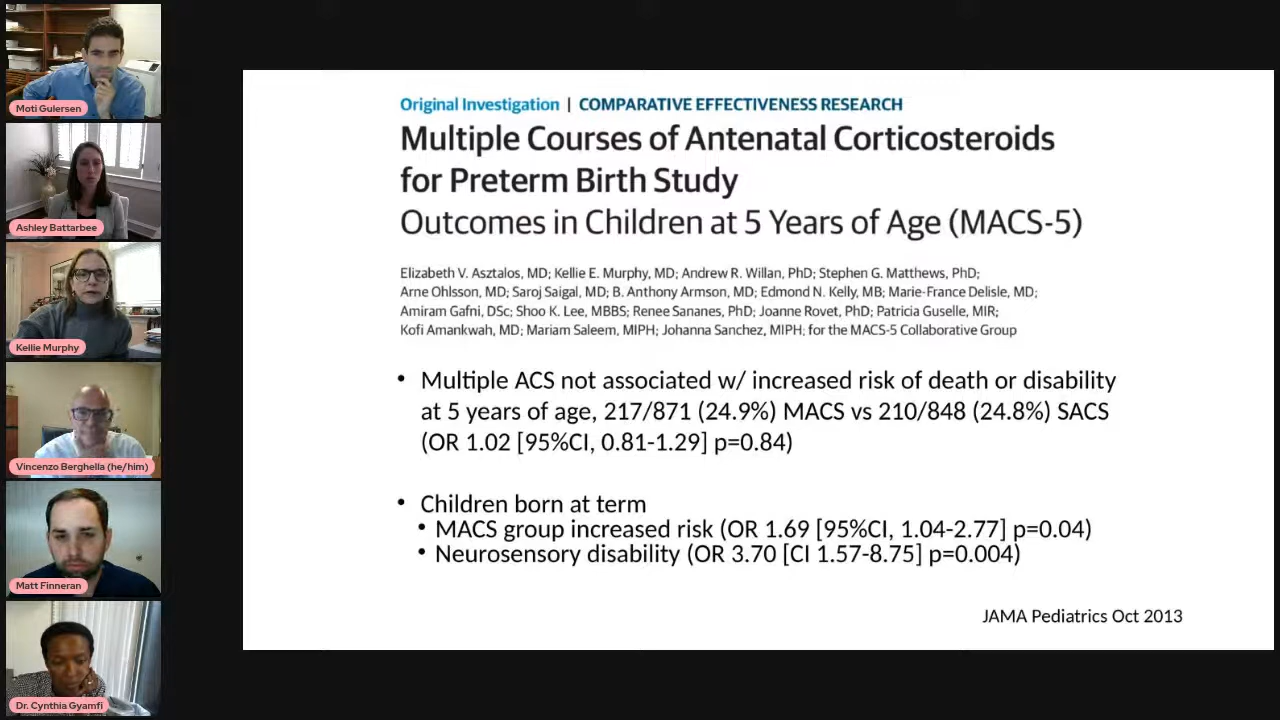 Moti Gulersen
Ashley Battarbee
Kellie Murphy
Vincenzo Berghella (he/him)
Matt Finneran
Dr. Cynthia Gyamfi
Original Investigation | COMPARATIVE EFFECTIVENESS RESEARCH
Multiple Courses of Antenatal Corticosteroids
for Preterm Birth Study
Outcomes in Children at 5 Years of Age (MACS-5)
Elizabeth V. Asztalos, MD; Kellie E. Murphy, MD; Andrew R. Willan, PhD; Stephen G. Matthews, PhD;
Arne Ohlsson, MD; Saroj Saigal, MD; B. Anthony Armson, MD; Edmond N. Kelly, MB; Marie-France Delisle, MD;
Amiram Gafni, DSc; Shoo K. Lee, MBBS; Renee Sananes, PhD; Joanne Rovet, PhD; Patricia Guselle, MIR;
Kofi Amankwah, MD; Mariam Saleem, MIPH; Johanna Sanchez, MIPH; for the MACS-5 Collaborative Group
• Multiple ACS not associated w/ increased risk of death or disability
at 5 years of age, 217/871 (24.9%) MACS vs 210/848 (24.8%) SACS
(OR 1.02 [95%CI, 0.81-1.29] p=0.84)
• Children born at term
• MACS group increased risk (OR 1.69 [95%CI, 1.04-2.77] p=0.04)
• Neurosensory disability (OR 3.70 [CI 1.57-8.75] p=0.004)
JAMA Pediatrics Oct 2013